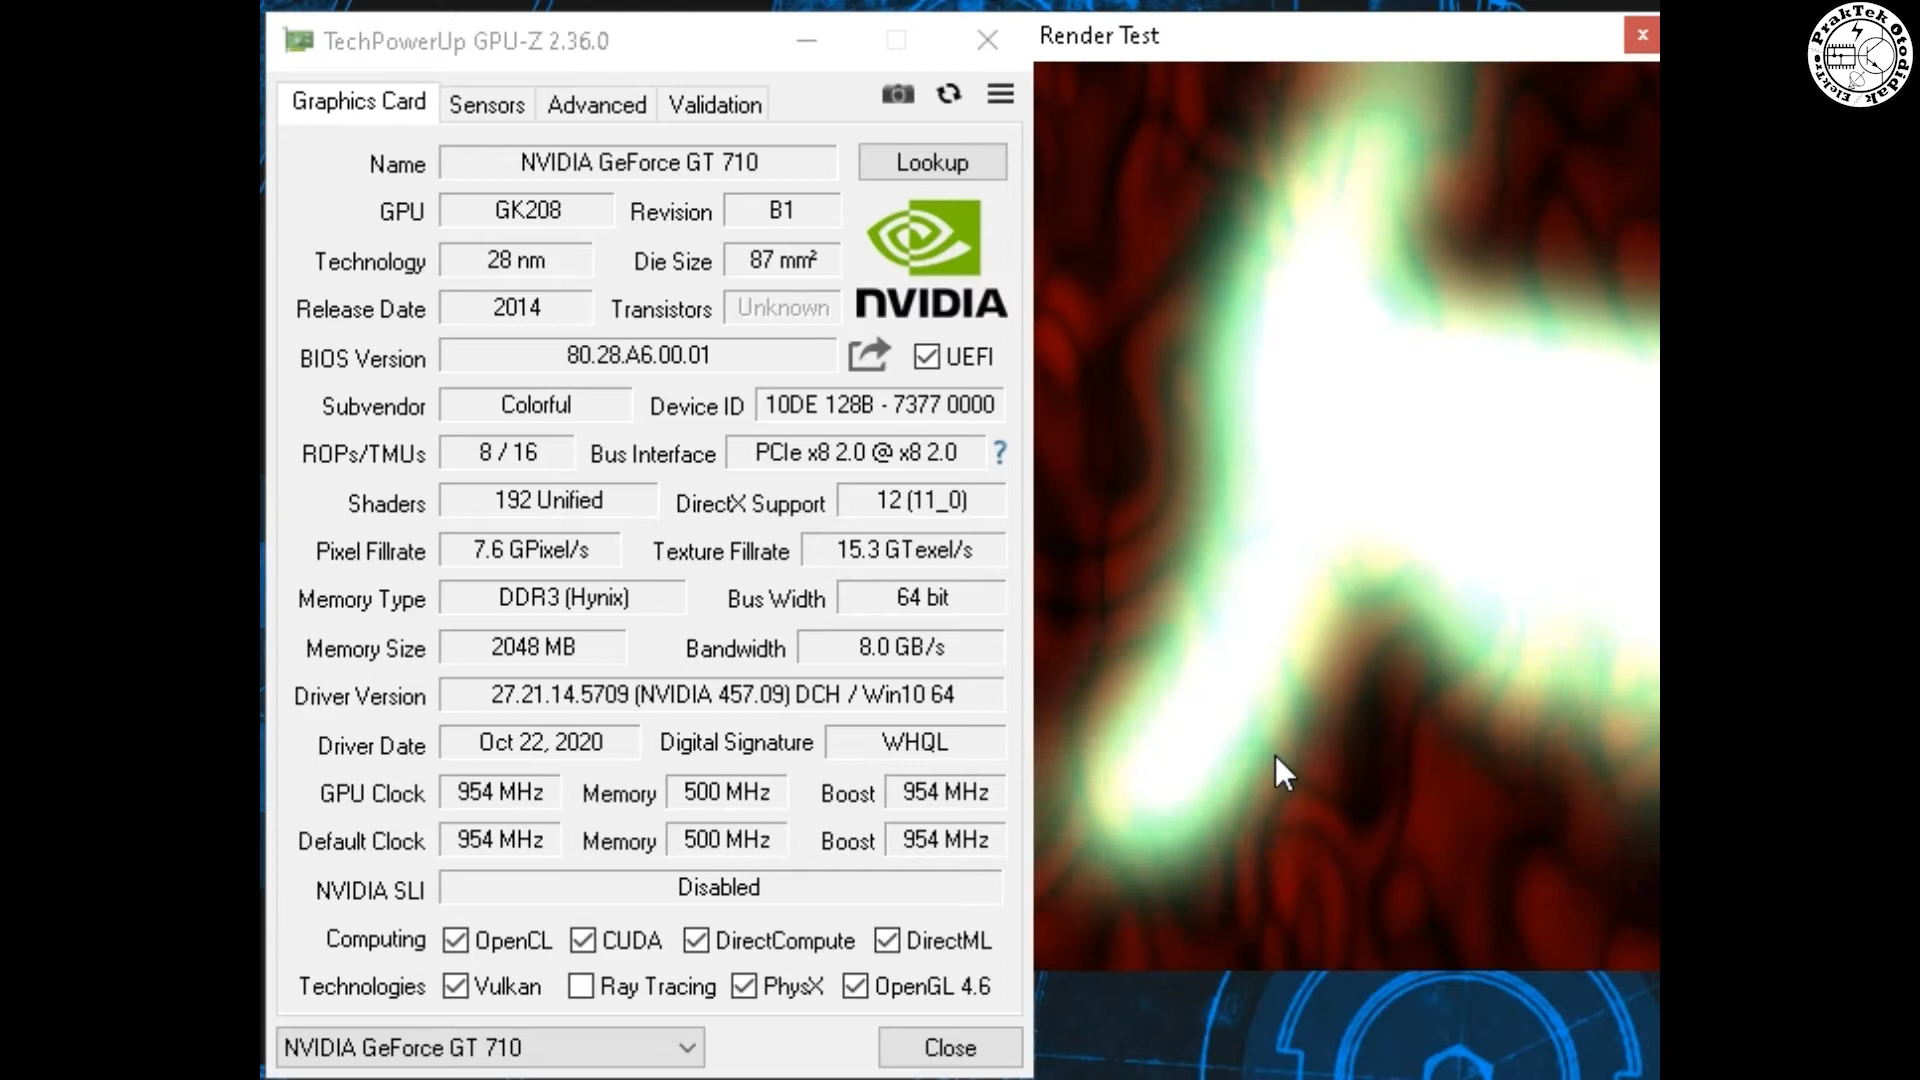 TechPowerUp GPU-Z 2.36.0
Render Test
x
PrakTek Otodidak Elektro
Graphics Card Sensors Advanced Validation
Name NVIDIA GeForce GT 710 Lookup
GPU GK208 Revision B1
Technology 28 nm Die Size 87 mm²
Release Date 2014 Transistors Unknown
NVIDIA
BIOS Version 80.28.A6.00.01 UEFI
Subvendor Colorful Device ID 10DE 128B - 7377 0000
ROPs/TMUs 8 / 16 Bus Interface PCIe x8 2.0 @ x8 2.0 ?
Shaders 192 Unified DirectX Support 12 (11_0)
Pixel Fillrate 7.6 GPixel/s Texture Fillrate 15.3 GTexel/s
Memory Type DDR3 (Hynix) Bus Width 64 bit
Memory Size 2048 MB Bandwidth 8.0 GB/s
Driver Version 27.21.14.5709 (NVIDIA 457.09) DCH / Win10 64
Driver Date Oct 22, 2020 Digital Signature WHQL
GPU Clock 954 MHz Memory 500 MHz Boost 954 MHz
Default Clock 954 MHz Memory 500 MHz Boost 954 MHz
NVIDIA SLI Disabled
Computing OpenCL CUDA DirectCompute DirectML
Technologies Vulkan Ray Tracing PhysX OpenGL 4.6
NVIDIA GeForce GT 710 Close